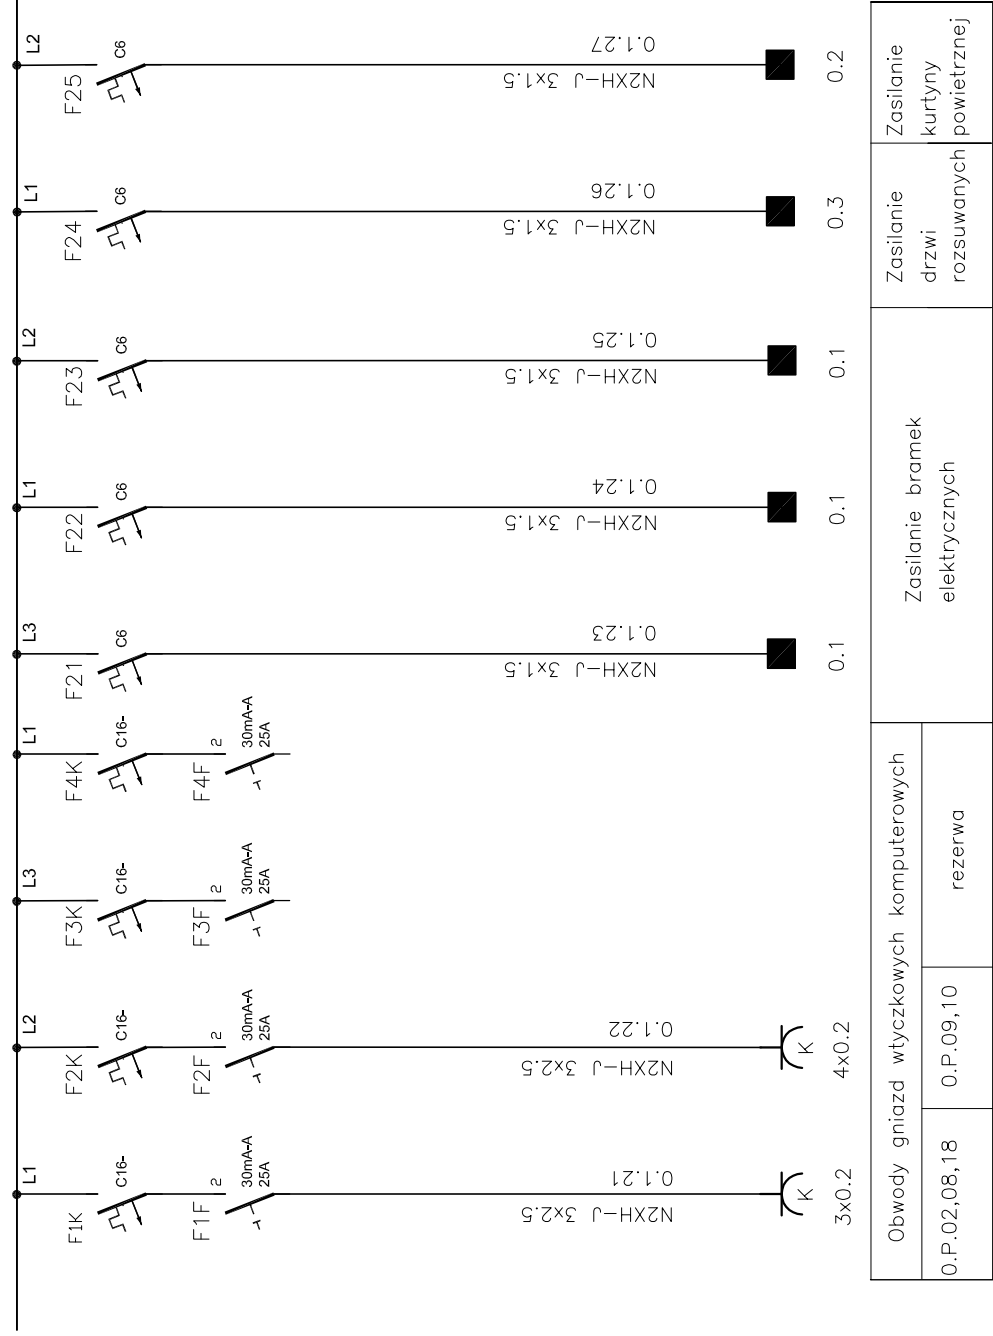 L2
F25
C6
0.1.27
N2XH-J 3x1.5
0.2
Zasilanie
kurtyny
powietrznej
L1
F24
C6
0.1.26
N2XH-J 3x1.5
0.3
Zasilanie
drzwi
rozsuwanych
L2
F23
C6
0.1.25
N2XH-J 3x1.5
0.1
L1
F22
C6
0.1.24
N2XH-J 3x1.5
0.1
Zasilanie bramek
elektrycznych
L3
F21
C6
0.1.23
N2XH-J 3x1.5
0.1
L1
F4K
C16-
F4F
2
30mA-A
25A
L3
F3K
C16-
F3F
2
30mA-A
25A
rezerwa
L2
F2K
C16-
F2F
2
30mA-A
25A
0.1.22
N2XH-J 3x2.5
K
4x0.2
0.P.09,10
L1
F1K
C16-
F1F
2
30mA-A
25A
0.1.21
N2XH-J 3x2.5
K
3x0.2
0.P.02,08,18
Obwody gniazd wtyczkowych komputerowych